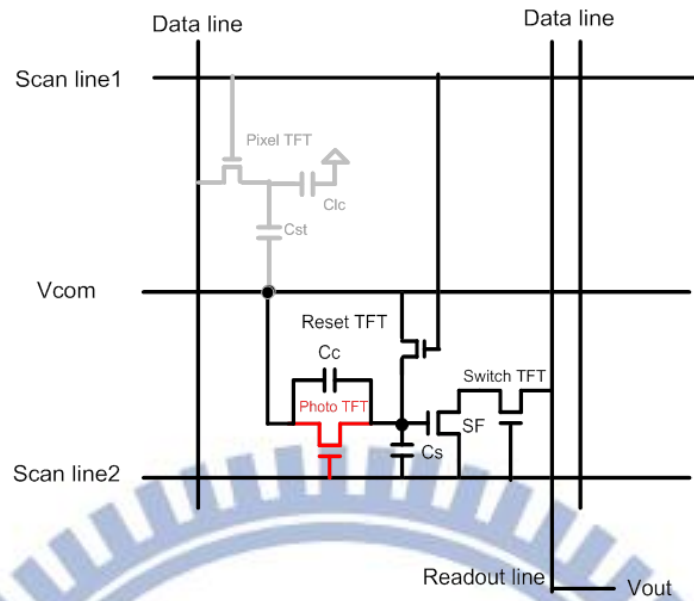 Data line
Data line
Scan line1
Pixel TFT
Clc
Cst
Vcom
Reset TFT
Cc
Switch TFT
Photo TFT
SF
Cs
Scan line2
Readout line
Vout